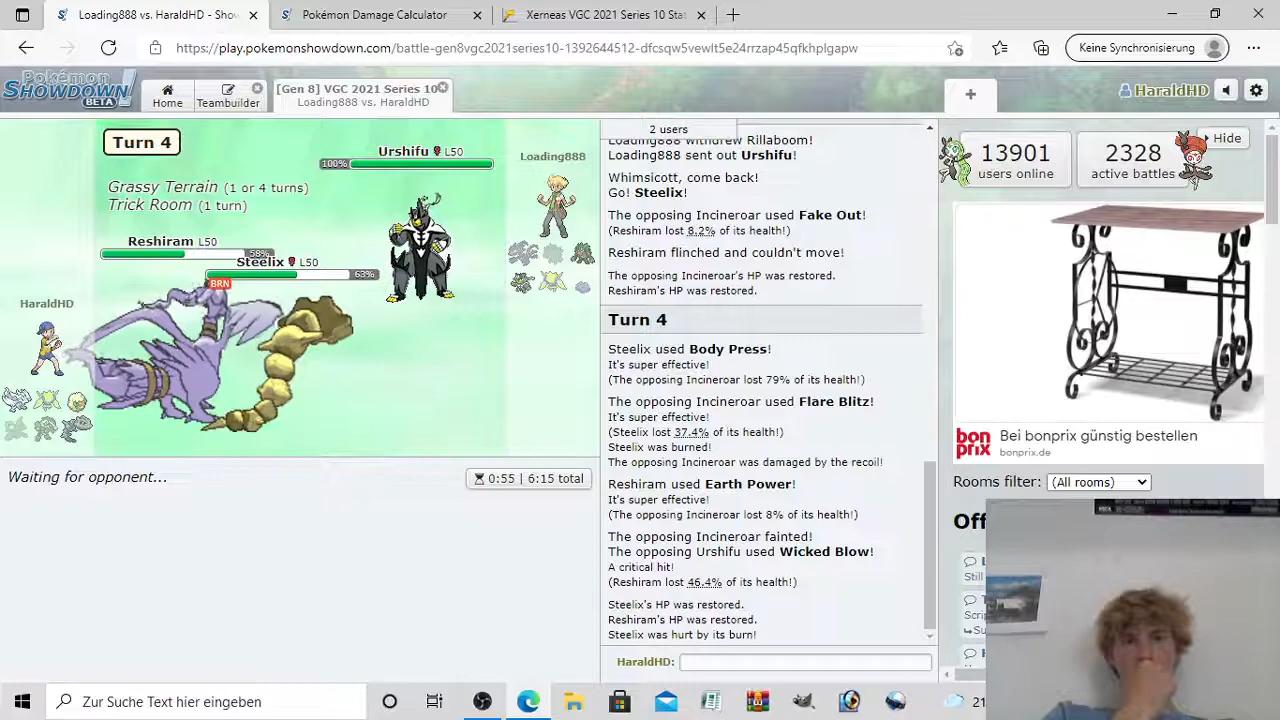 Loading888 vs. HaraldHD - Show
Pokémon Damage Calculator
Xerneas VGC 2021 Series 10 Stat
https://play.pokemonshowdown.com/battle-gen8vgc2021series10-1392644512-dfcsqw5vewlt5e24rrzap45qfkhplgapw
Keine Synchronisierung
Pokémon
Showdown!
BETA
Home
Teambuilder
[Gen 8] VGC 2021 Series 10
Loading888 vs. HaraldHD
HaraldHD
Turn 4
Grassy Terrain (1 or 4 turns)
Trick Room (1 turn)
Urshifu L50
100%
Loading888
Reshiram L50
58%
Steelix L50
63%
BRN
HaraldHD
Waiting for opponent...
0:55 | 6:15 total
2 users
Loading888 withdrew Rillaboom!
Loading888 sent out Urshifu!
Whimsicott, come back!
Go! Steelix!
The opposing Incineroar used Fake Out!
(Reshiram lost 8.2% of its health!)
Reshiram flinched and couldn't move!
The opposing Incineroar's HP was restored.
Reshiram's HP was restored.
Turn 4
Steelix used Body Press!
It's super effective!
(The opposing Incineroar lost 79% of its health!)
The opposing Incineroar used Flare Blitz!
It's super effective!
(Steelix lost 37.4% of its health!)
Steelix was burned!
The opposing Incineroar was damaged by the recoil!
Reshiram used Earth Power!
It's super effective!
(The opposing Incineroar lost 8% of its health!)
The opposing Incineroar fainted!
The opposing Urshifu used Wicked Blow!
A critical hit!
(Reshiram lost 46.4% of its health!)
Steelix's HP was restored.
Reshiram's HP was restored.
Steelix was hurt by its burn!
HaraldHD:
13901
users online
2328
active battles
Hide
bon
prix
Bei bonprix günstig bestellen
bonprix.de
Rooms filter: (All rooms)
Off
Still
Scrip
Su
Zur Suche Text hier eingeben
21